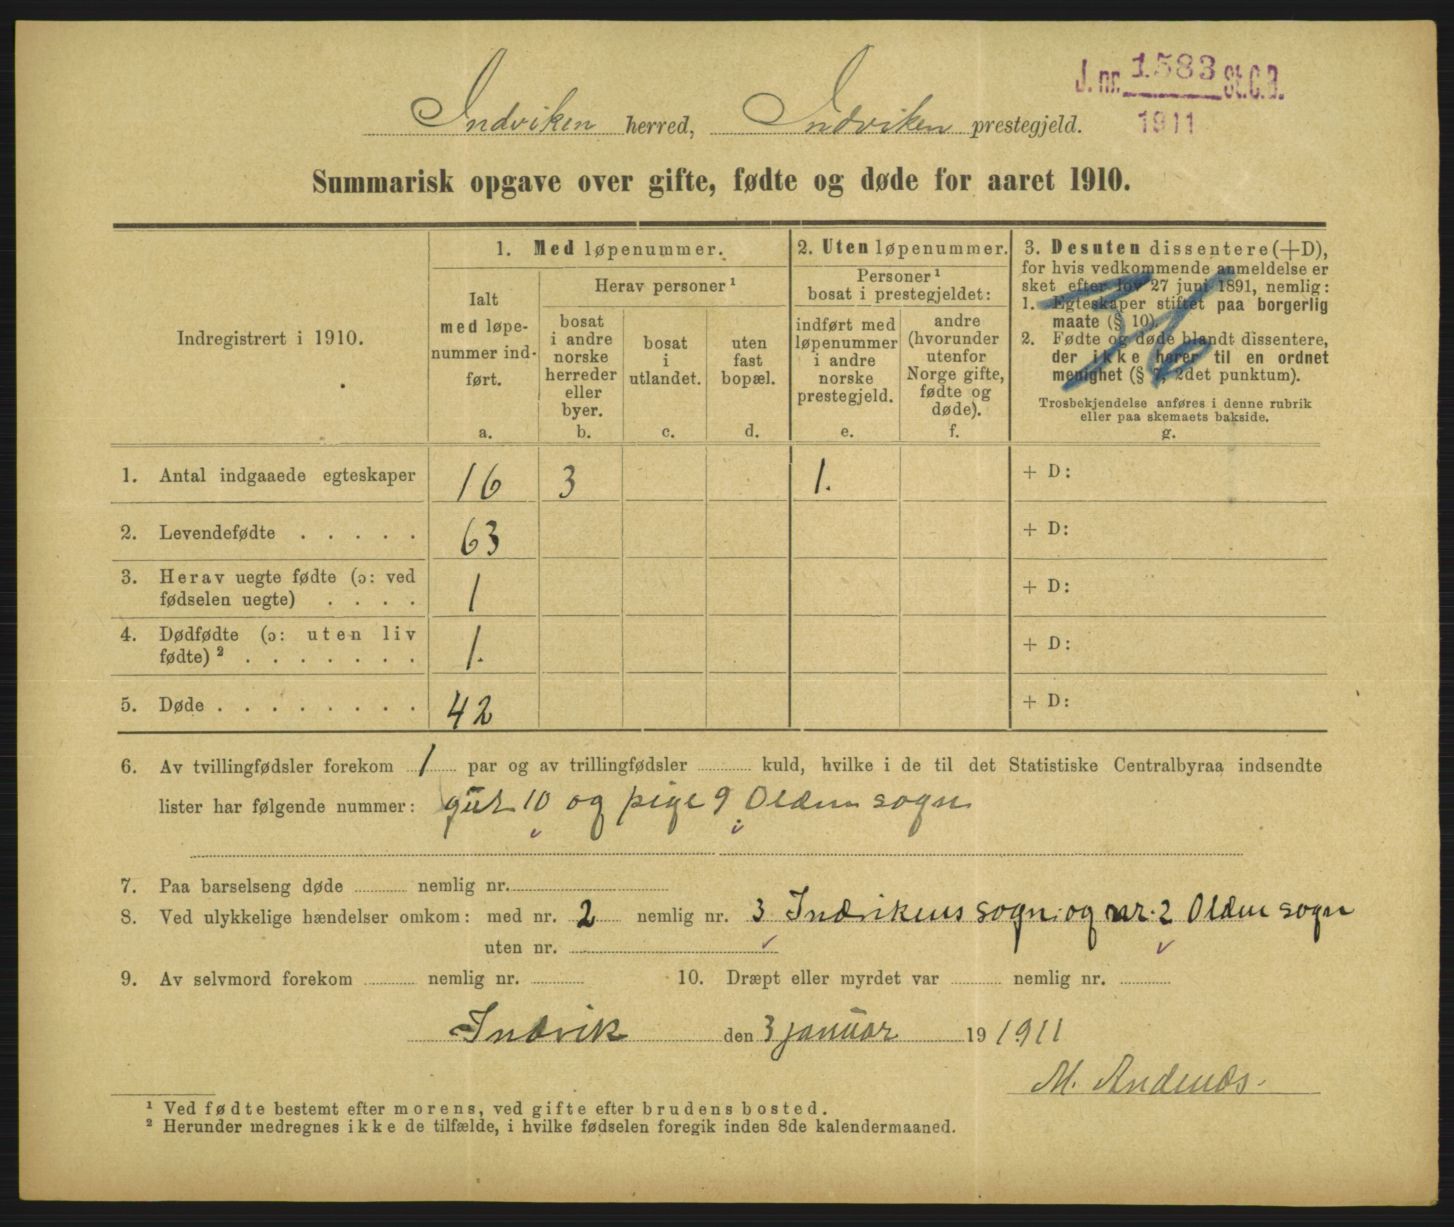 J. nr. 1583 St.C.B.
1911
Indviken herred, Indviken prestegjeld.
Summarisk opgave over gifte, fødte og døde for aaret 1910.
Indregistrert i 1910.
1. Med løpenummer.
Ialt
med løpe-
nummer ind-
ført.
a.
Herav personer ¹
bosat
i andre
norske
herreder
eller
byer.
b.
bosat
i
utlandet.
c.
uten
fast
bopæl.
d.
2. Uten løpenummer.
Personer ¹
bosat i prestegjeldet:
indført med
løpenummer
i andre
norske
prestegjeld.
e.
andre
(hvorunder
utenfor
Norge gifte,
fødte og
døde).
f.
3. Desuten dissentere (+D),
for hvis vedkommende anmeldelse er
sket efter lov 27 juni 1891, nemlig:
1. Egteskaper stiftet paa borgerlig
maate (§ 10).
2. Fødte og døde blandt dissentere,
der ikke hører til en ordnet
menighet (§ 7, 2det punktum).
Trosbekjendelse anføres i denne rubrik
eller paa skemaets bakside.
g.
1. Antal indgaaede egteskaper 16 3 1. + D:
2. Levendefødte . . . . . 63 + D:
3. Herav uegte fødte (ɔ: ved
fødselen uegte) . . . . 1 + D:
4. Dødfødte (ɔ: uten liv
fødte) ² . . . . . . . 1. + D:
5. Døde . . . . . . . . 42 + D:
6. Av tvillingfødsler forekom 1 par og av trillingfødsler kuld, hvilke i de til det Statistiske Centralbyraa indsendte
lister har følgende nummer: gut 10 og pige 9 Olden sogn
7. Paa barselseng døde nemlig nr.
8. Ved ulykkelige hændelser omkom: med nr. 2 nemlig nr. 3 Indvikens sogn og nr. 2 Olden sogn
uten nr.
9. Av selvmord forekom nemlig nr. 10. Dræpt eller myrdet var nemlig nr.
Indvik den 3 januar 19 1911
M. Andenæs.
¹ Ved fødte bestemt efter morens, ved gifte efter brudens bosted.
² Herunder medregnes ikke de tilfælde, i hvilke fødselen foregik inden 8de kalendermaaned.